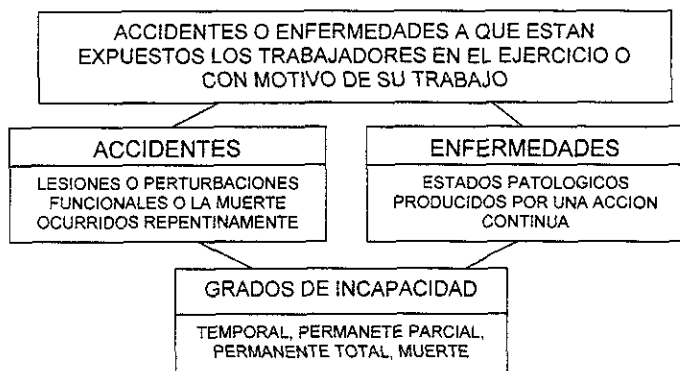 ACCIDENTES O ENFERMEDADES A QUE ESTAN
EXPUESTOS LOS TRABAJADORES EN EL EJERCICIO O
CON MOTIVO DE SU TRABAJO
ACCIDENTES
LESIONES O PERTURBACIONES
FUNCIONALES O LA MUERTE
OCURRIDOS REPENTINAMENTE
ENFERMEDADES
ESTADOS PATOLOGICOS
PRODUCIDOS POR UNA ACCION
CONTINUA
GRADOS DE INCAPACIDAD
TEMPORAL, PERMANETE PARCIAL,
PERMANENTE TOTAL, MUERTE